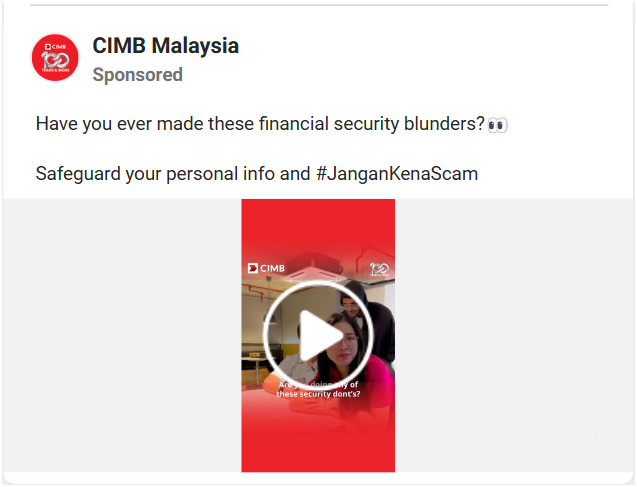 CIMB
100
YEARS & MORE
CIMB Malaysia
Sponsored
Have you ever made these financial security blunders?👀
Safeguard your personal info and #JanganKenaScam
CIMB
100
Are you doing any of
these security dont's?